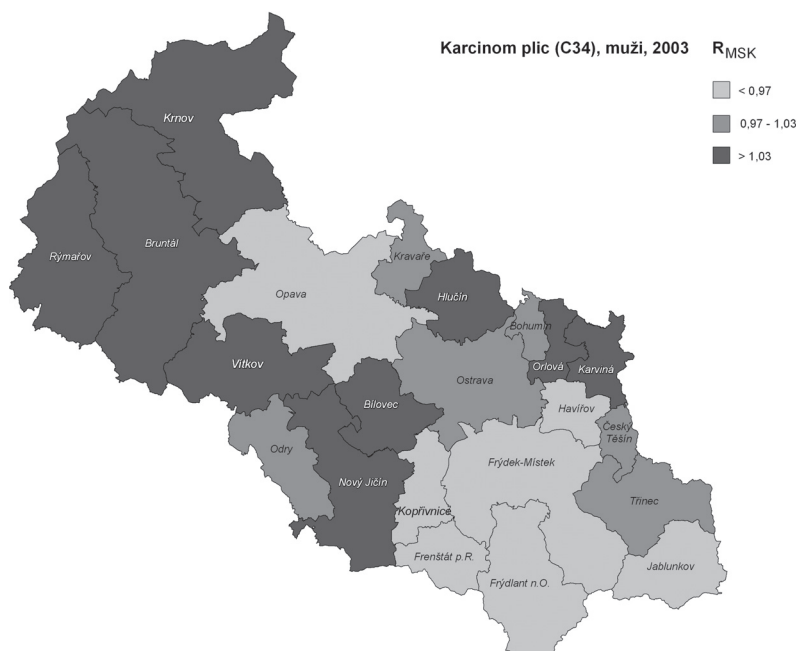 Karcinom plic (C34), muži, 2003 RMSK
< 0,97
0,97 - 1,03
> 1,03
Krnov
Bruntál
Rýmařov
Kravaře
Opava
Hlučín
Bohumín
Vítkov
Orlová
Karviná
Ostrava
Bílovec
Havířov
Český
Těšín
Odry
Frýdek-Místek
Nový Jičín
Třinec
Kopřivnice
Frenštát p.R.
Jablunkov
Frýdlant n.O.